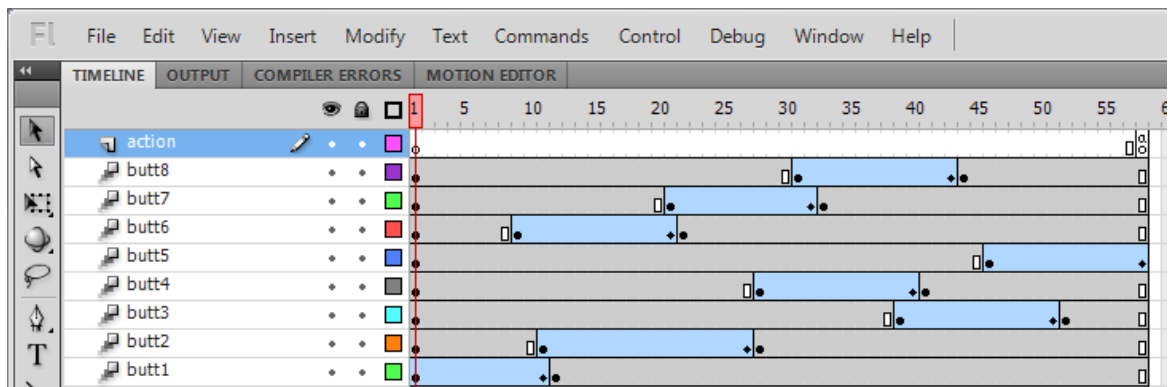 Fl File Edit View Insert Modify Text Commands Control Debug Window Help
TIMELINE OUTPUT COMPILER ERRORS MOTION EDITOR
1 5 10 15 20 25 30 35 40 45 50 55 6
action a
butt8
butt7
butt6
butt5
butt4
butt3
butt2
T butt1